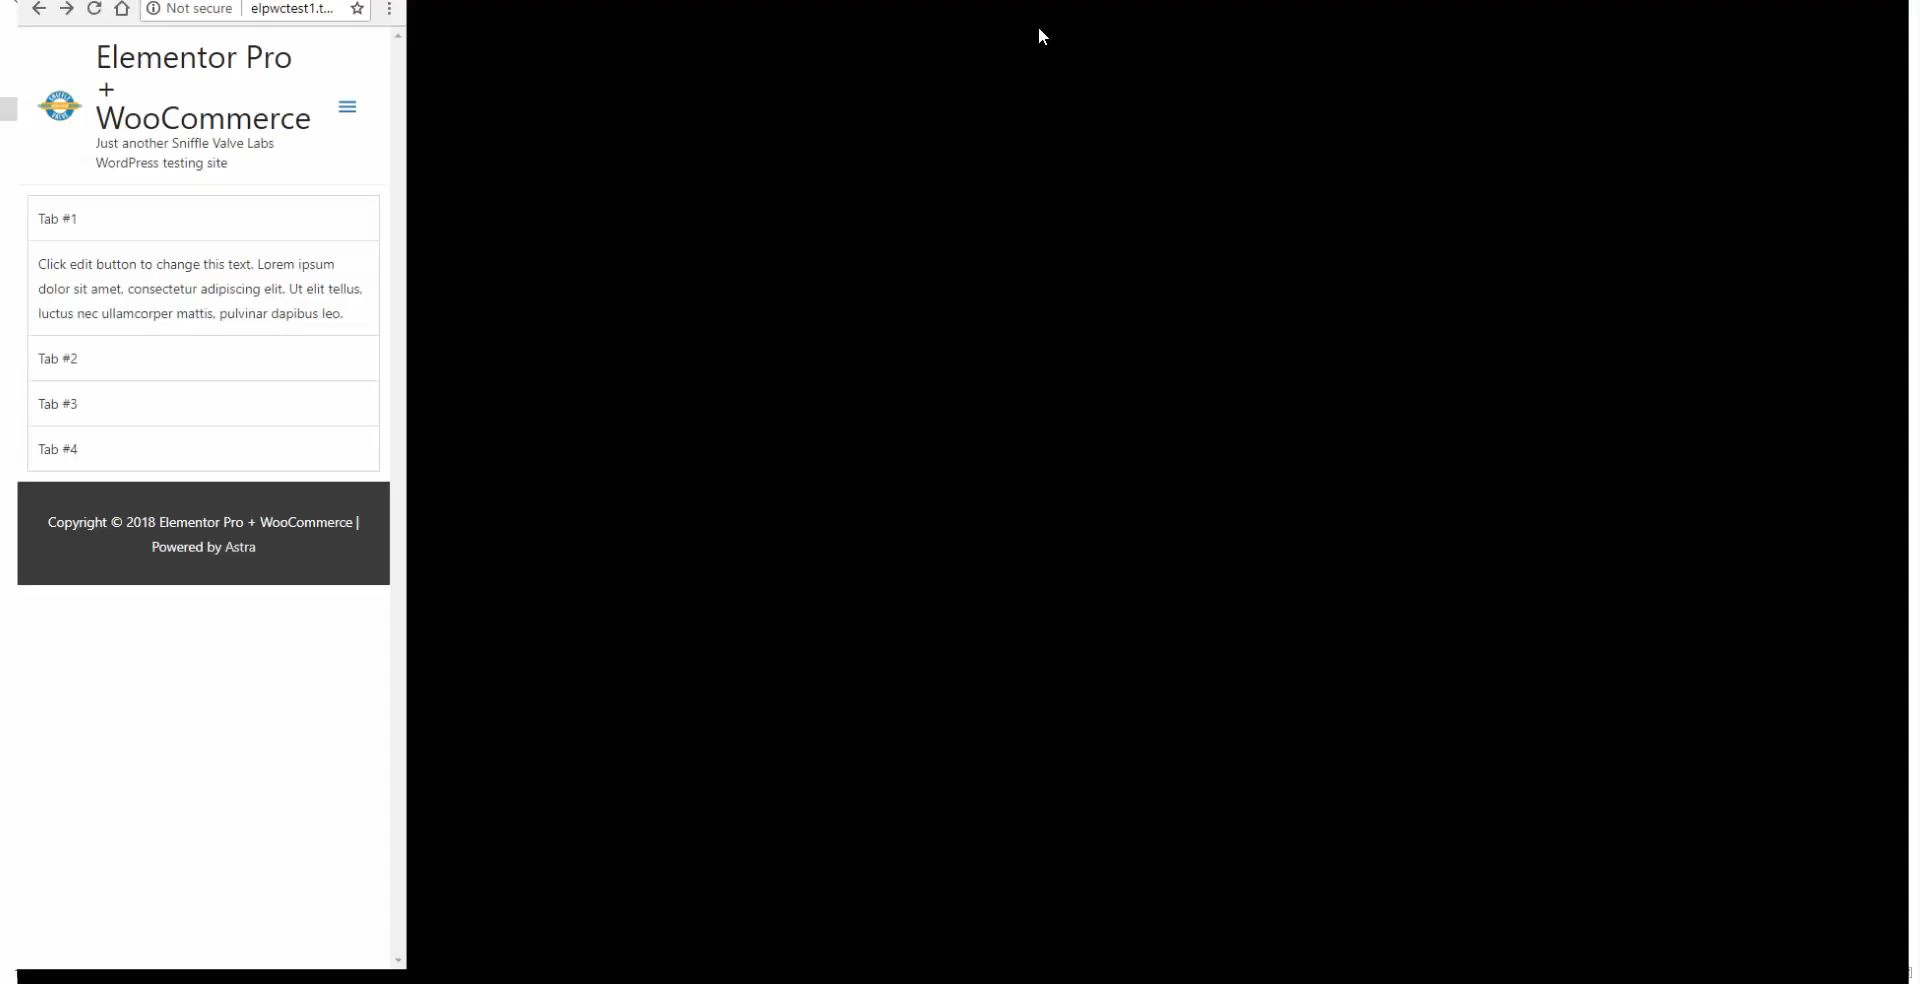 Not secure elpwctest1.t...
Elementor Pro
+
WooCommerce
Just another Sniffle Valve Labs
WordPress testing site
SNIFFLE
VALVE
Tab #1
Click edit button to change this text. Lorem ipsum
dolor sit amet, consectetur adipiscing elit. Ut elit tellus,
luctus nec ullamcorper mattis, pulvinar dapibus leo.
Tab #2
Tab #3
Tab #4
Copyright © 2018 Elementor Pro + WooCommerce |
Powered by Astra